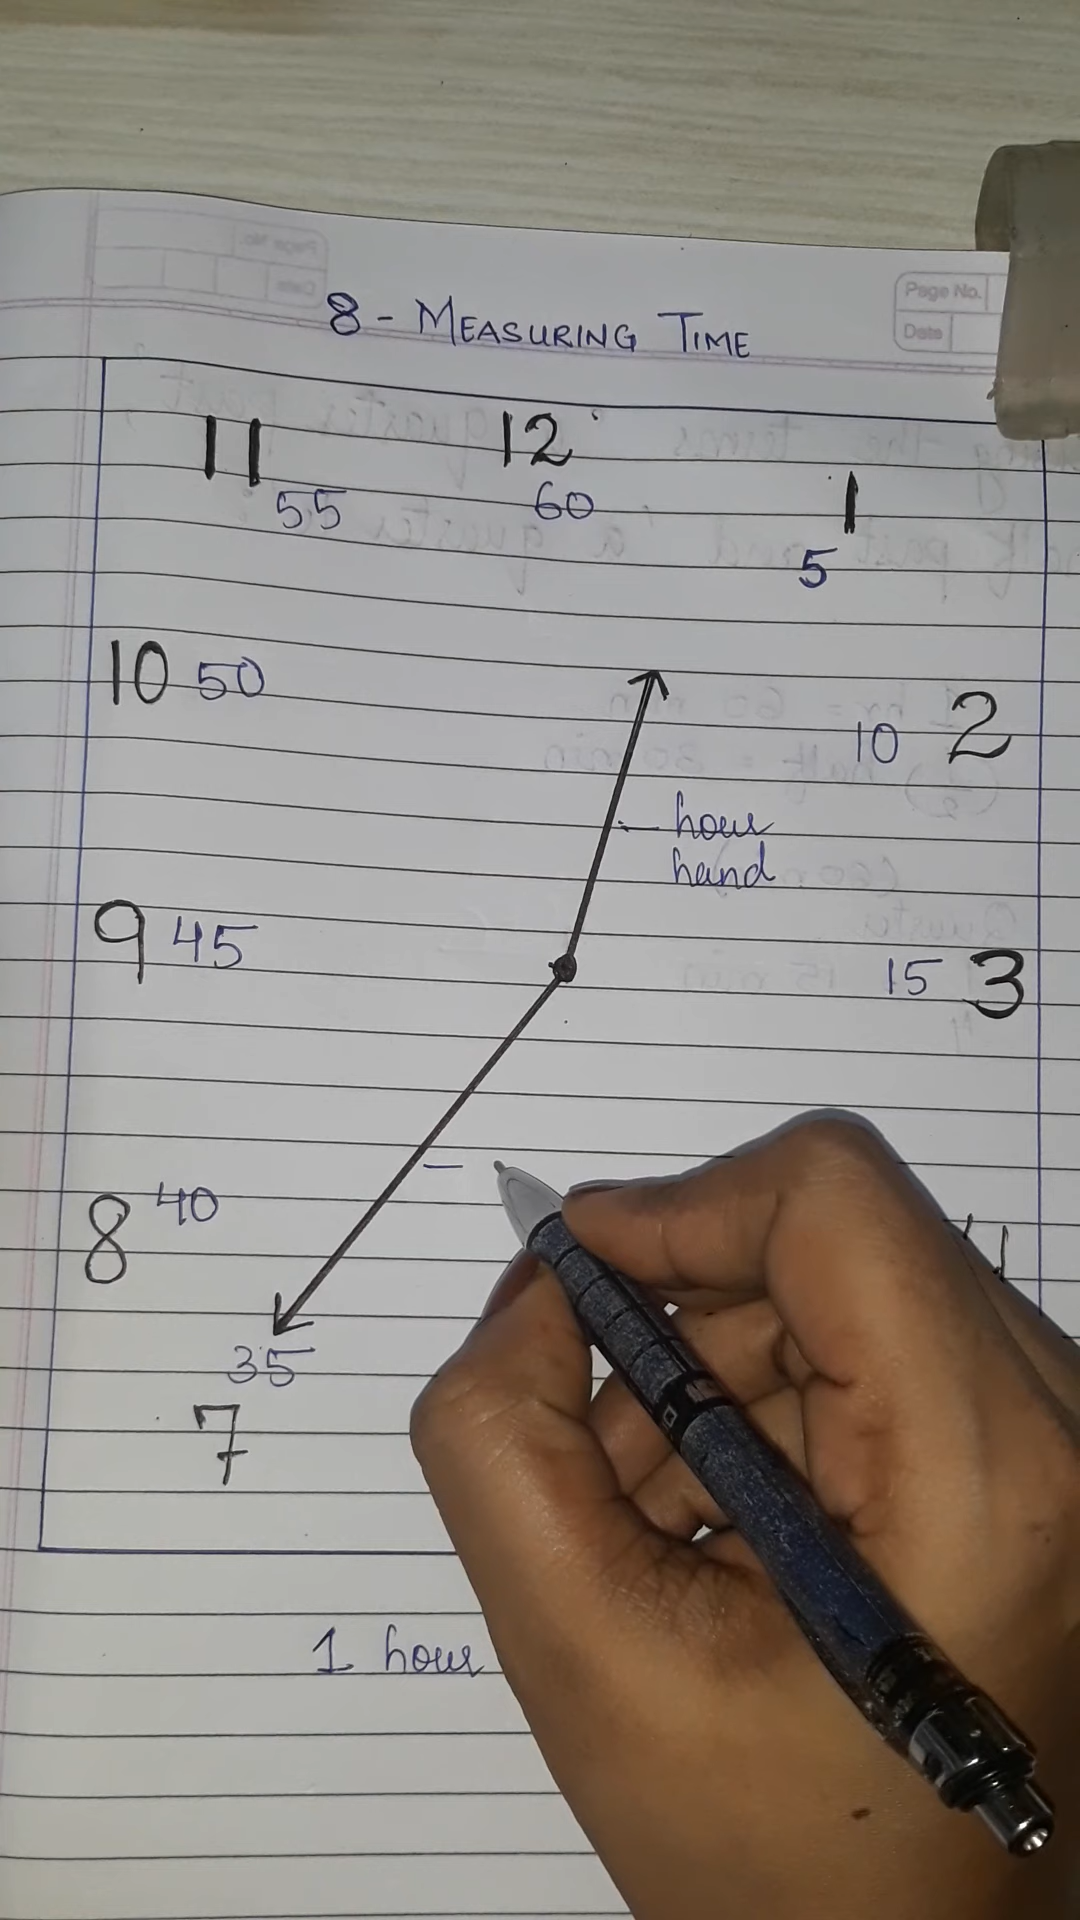 Page No.
Date
8 - MEASURING TIME
11 12 1
55 60 5
10 50 10 2
hour
hand
9 45 15 3
8 40
35
7
1 hour